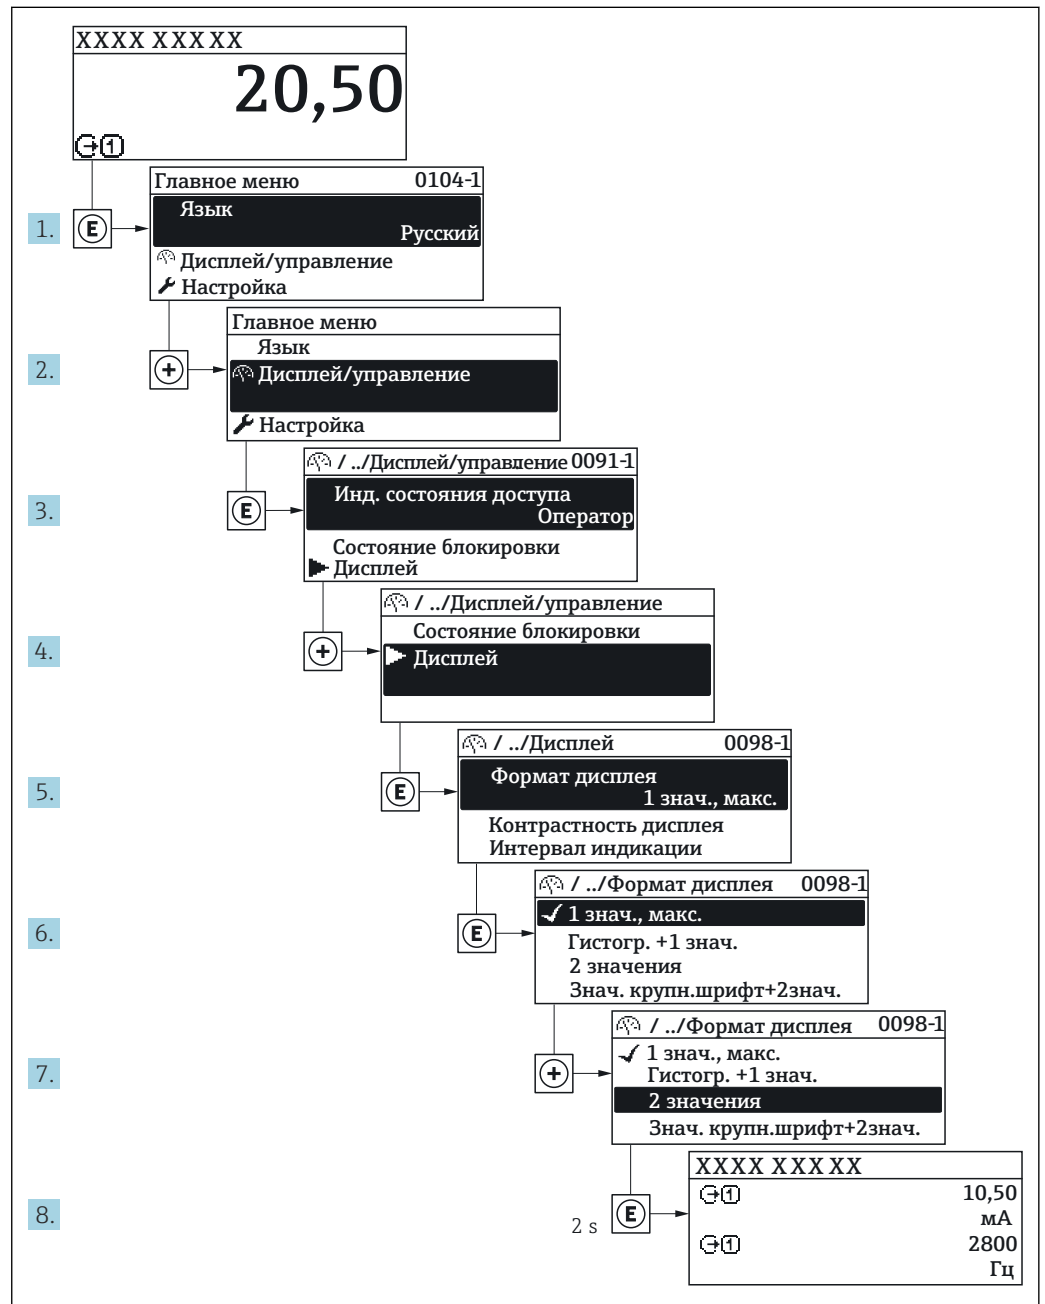 XXXX XXX XX
20,50
1
Главное меню 0104-1
Язык
Русский
Дисплей/управление
Настройка
1. E
Главное меню
Язык
Дисплей/управление
Настройка
2. +
/ ../Дисплей/управление 0091-1
Инд. состояния доступа
Оператор
Состояние блокировки
Дисплей
3. E
/ ../Дисплей/управление
Состояние блокировки
Дисплей
4. +
/ ../Дисплей 0098-1
Формат дисплея
1 знач., макс.
Контрастность дисплея
Интервал индикации
5. E
/ ../Формат дисплея 0098-1
1 знач., макс.
Гистогр. +1 знач.
2 значения
Знач. крупн.шрифт+2знач.
6. E
/ ../Формат дисплея 0098-1
1 знач., макс.
Гистогр. +1 знач.
2 значения
Знач. крупн.шрифт+2знач.
7. +
XXXX XXX XX
1 10,50
мА
1 2800
Гц
8. 2 s E